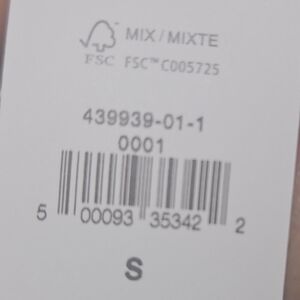 MIX / MIXTE
FSC FSC™ C005725
439939-01-1
0001
5 00093 35342 2
S